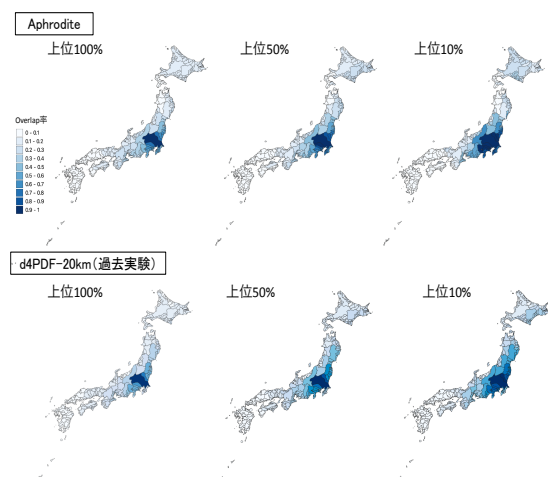 Aphrodite
上位100%
上位50%
上位10%
Overlap率
0 - 0.1
0.1 - 0.2
0.2 - 0.3
0.3 - 0.4
0.4 - 0.5
0.5 - 0.6
0.6 - 0.7
0.7 - 0.8
0.8 - 0.9
0.9 - 1
d4PDF-20km(過去実験)
上位100%
上位50%
上位10%